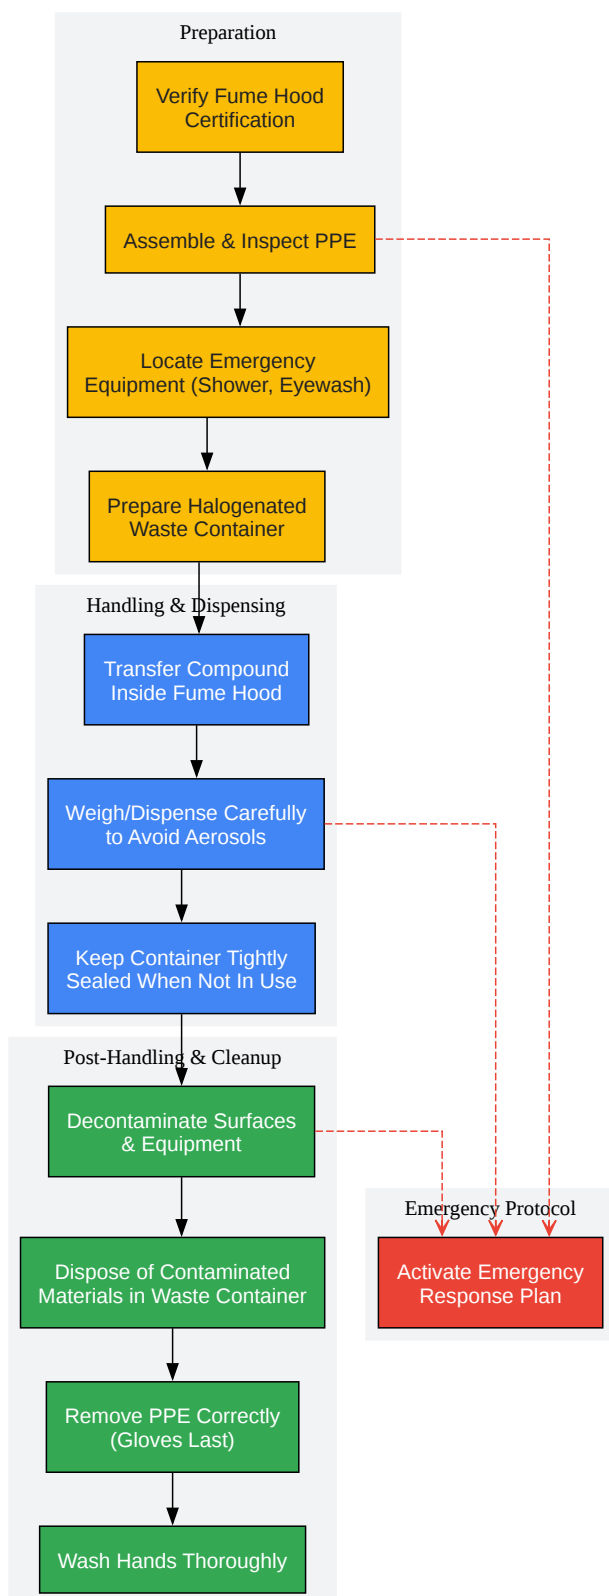 Preparation
Verify Fume Hood
Certification
Assemble & Inspect PPE
Locate Emergency
Equipment (Shower, Eyewash)
Prepare Halogenated
Waste Container
Handling & Dispensing
Transfer Compound
Inside Fume Hood
Weigh/Dispense Carefully
to Avoid Aerosols
Keep Container Tightly
Sealed When Not In Use
Post-Handling & Cleanup
Decontaminate Surfaces
& Equipment
Dispose of Contaminated
Materials in Waste Container
Remove PPE Correctly
(Gloves Last)
Wash Hands Thoroughly
Emergency Protocol
Activate Emergency
Response Plan